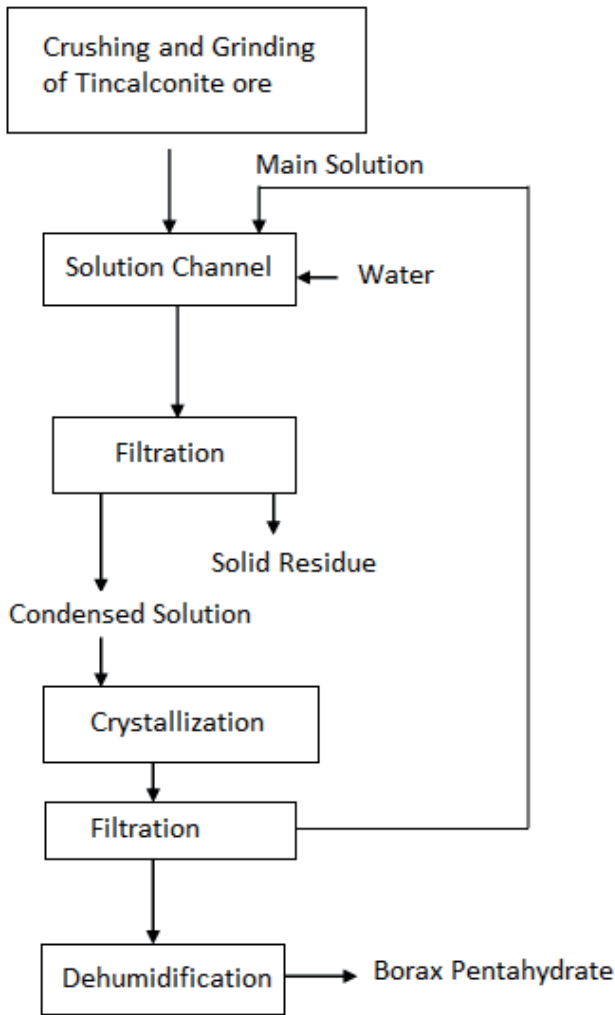 Crushing and Grinding
of Tincalconite ore
Main Solution
Solution Channel
Water
Filtration
Solid Residue
Condensed Solution
Crystallization
Filtration
Dehumidification
Borax Pentahydrate